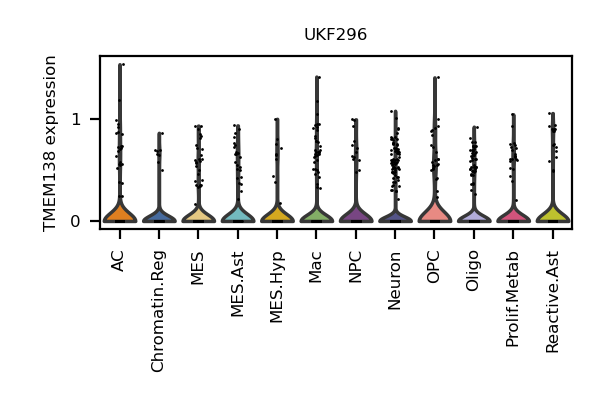 UKF296
TMEM138 expression
1
0
AC
Chromatin.Reg
MES
MES.Ast
MES.Hyp
Mac
NPC
Neuron
OPC
Oligo
Prolif.Metab
Reactive.Ast